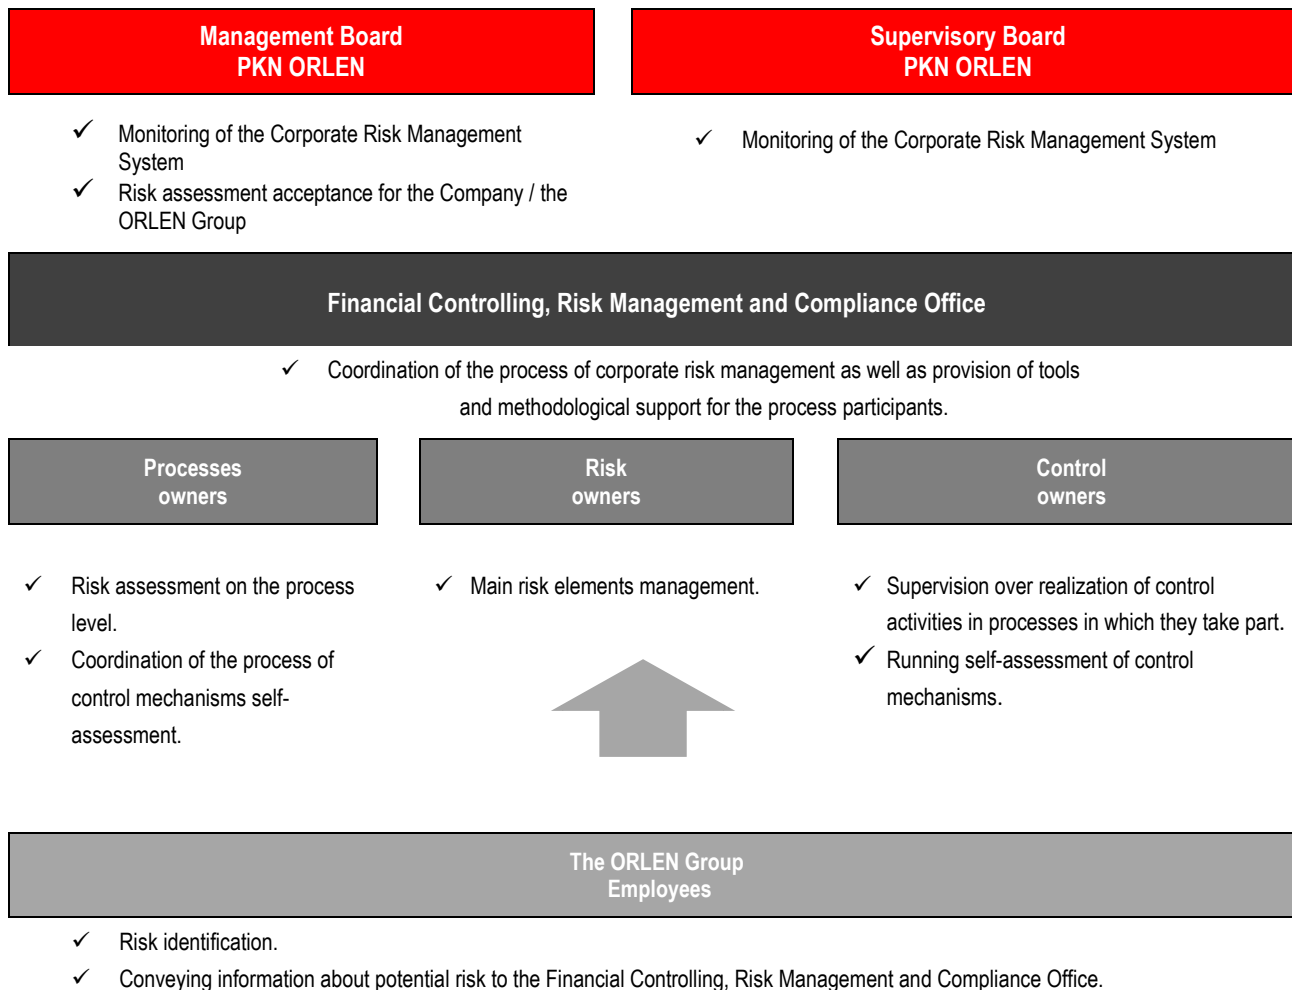 Management Board
PKN ORLEN
Supervisory Board
PKN ORLEN
✓ Monitoring of the Corporate Risk Management
System
✓ Risk assessment acceptance for the Company / the
ORLEN Group
✓ Monitoring of the Corporate Risk Management System
Financial Controlling, Risk Management and Compliance Office
✓ Coordination of the process of corporate risk management as well as provision of tools
and methodological support for the process participants.
Processes
owners
Risk
owners
Control
owners
✓ Risk assessment on the process
level.
✓ Coordination of the process of
control mechanisms self-
assessment.
✓ Main risk elements management.
✓ Supervision over realization of control
activities in processes in which they take part.
✓ Running self-assessment of control
mechanisms.
The ORLEN Group
Employees
✓ Risk identification.
✓ Conveying information about potential risk to the Financial Controlling, Risk Management and Compliance Office.